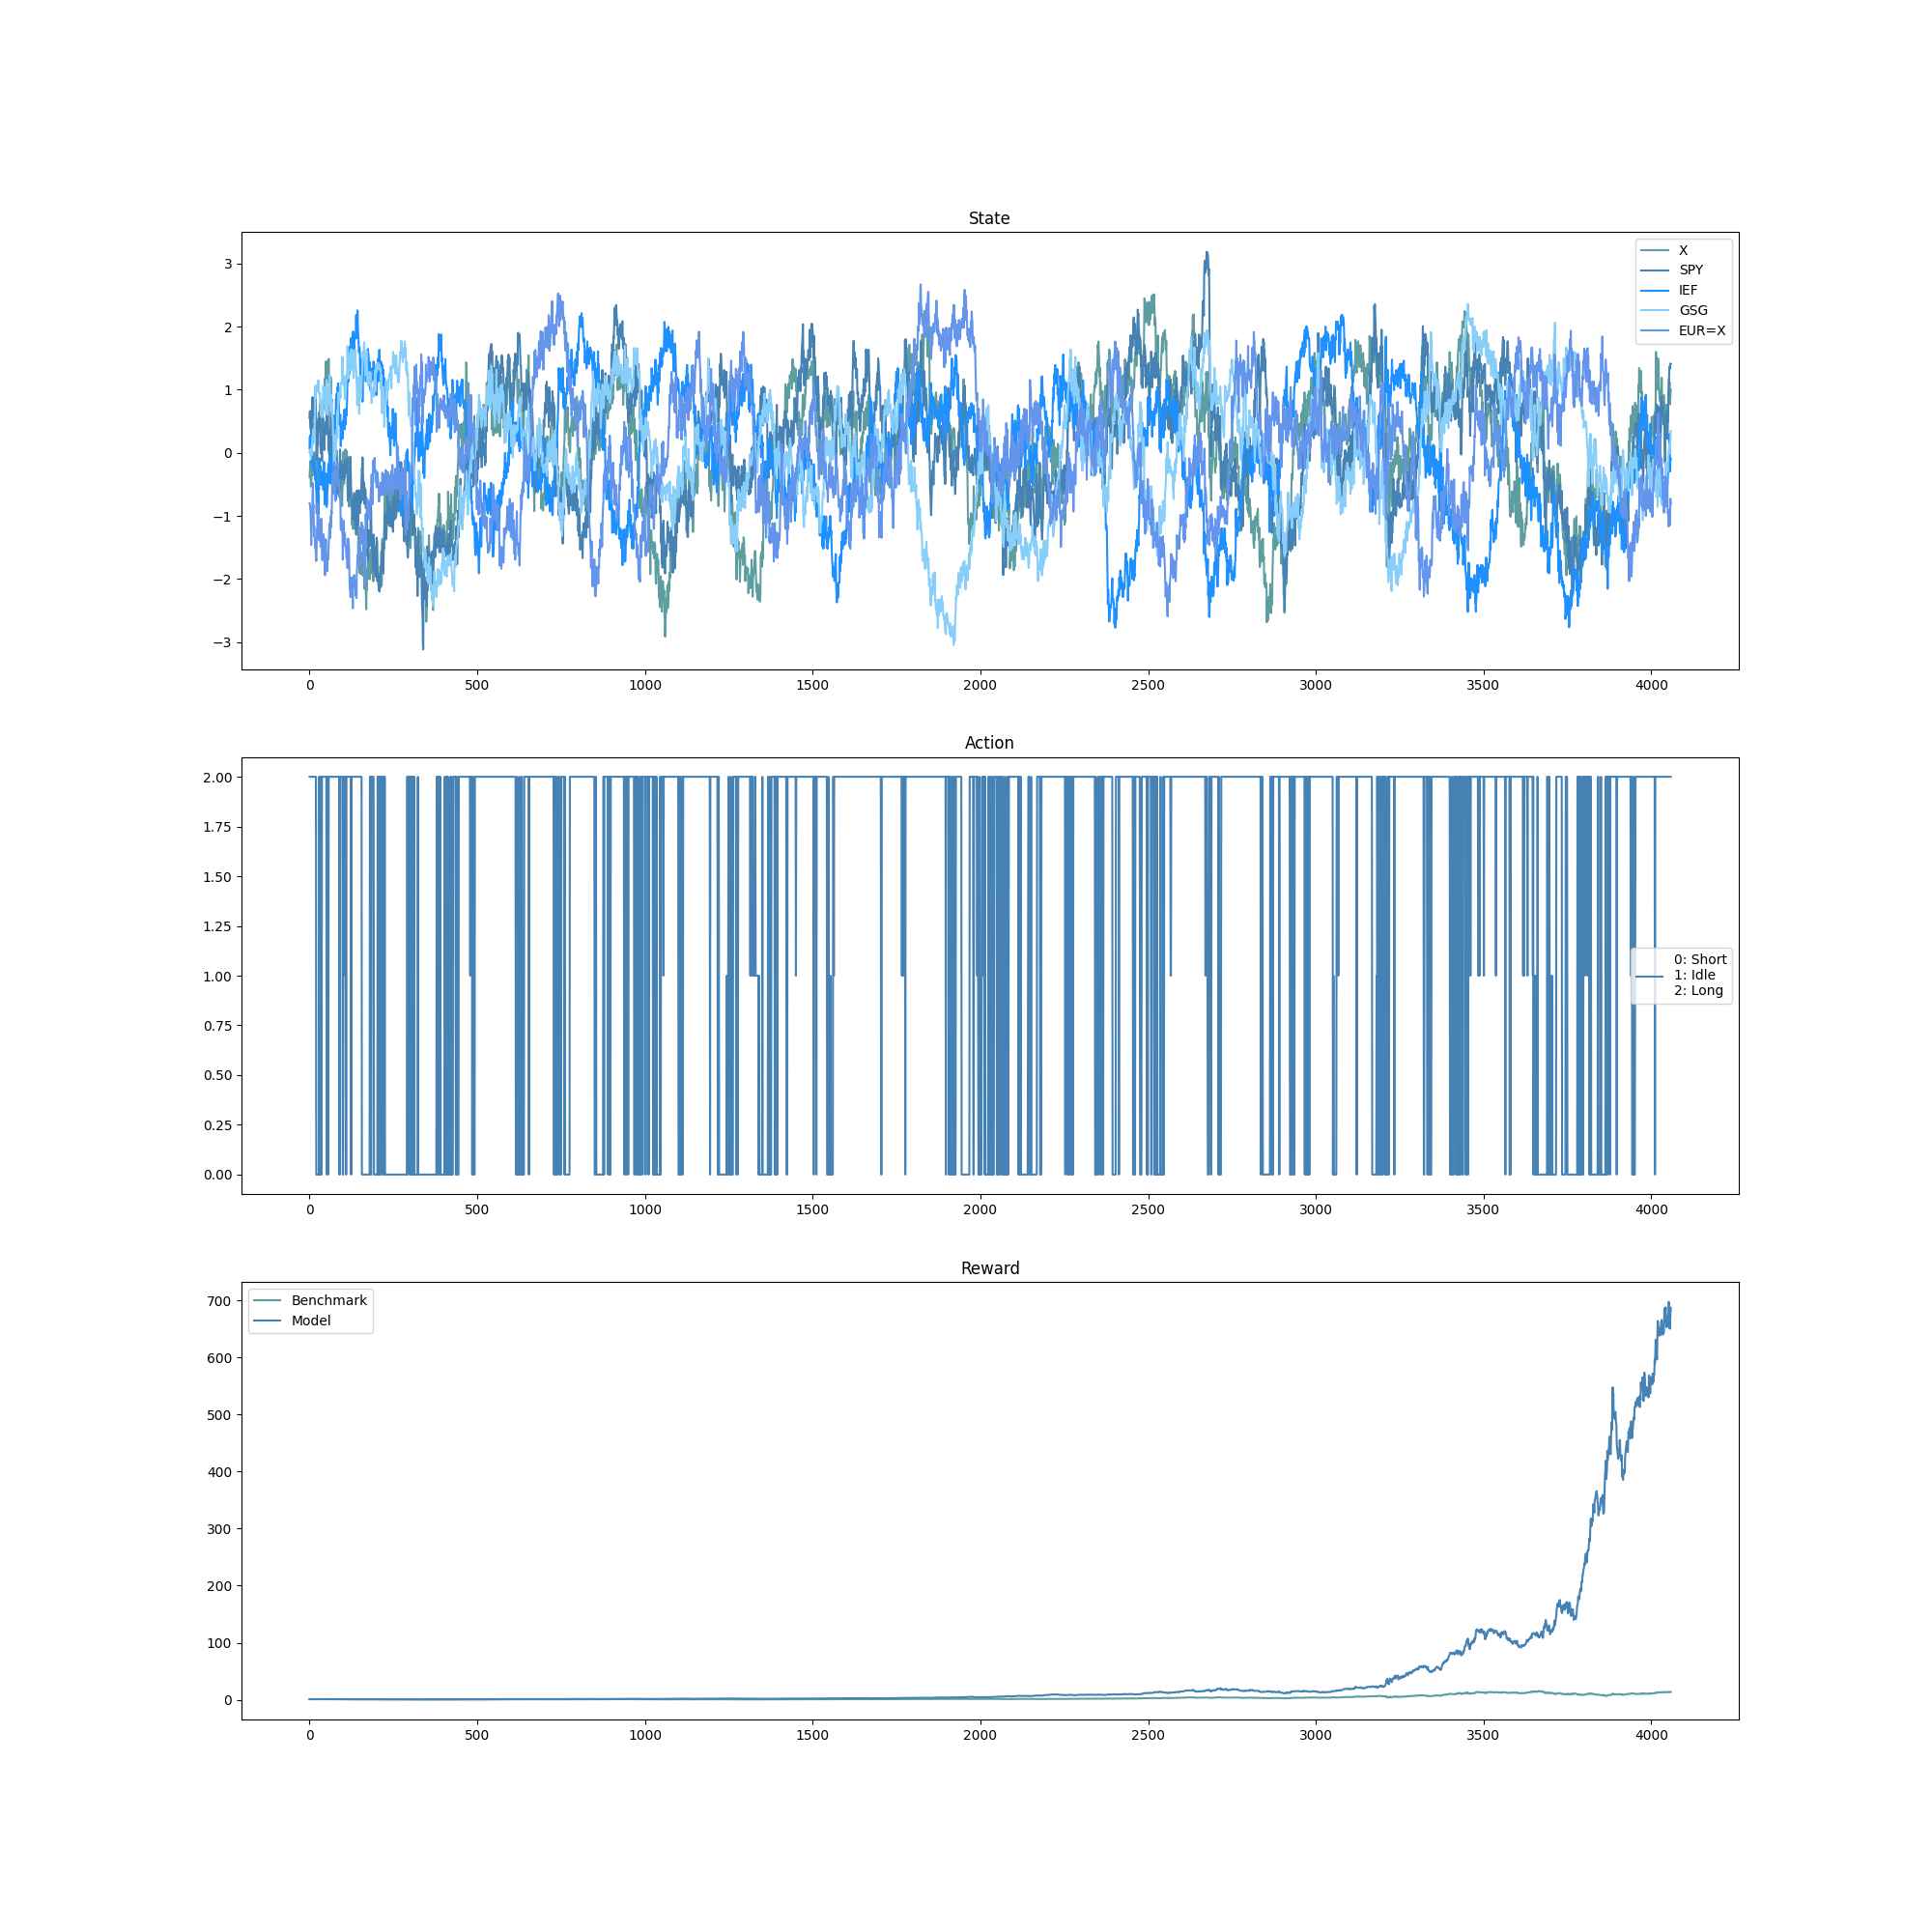 State
3
2
1
0
−1
−2
−3
X
SPY
IEF
GSG
EUR=X
0 500 1000 1500 2000 2500 3000 3500 4000
Action
2.00
1.75
1.50
1.25
1.00
0.75
0.50
0.25
0.00
0: Short
1: Idle
2: Long
0 500 1000 1500 2000 2500 3000 3500 4000
Reward
Benchmark
Model
700
600
500
400
300
200
100
0
0 500 1000 1500 2000 2500 3000 3500 4000